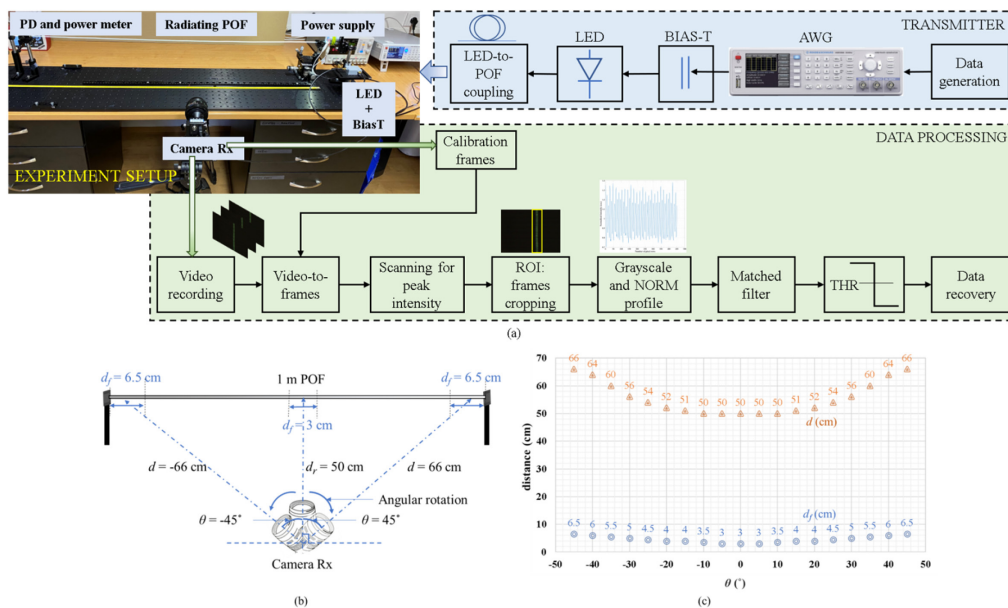 PD and power meter
Radiating POF
Power supply
LED
+
BiasT
Camera Rx
EXPERIMENT SETUP
TRANSMITTER
LED-to-
POF
coupling
LED
BIAS-T
AWG
Data
generation
DATA PROCESSING
Calibration
frames
Video
recording
Video-to-
frames
Scanning for
peak
intensity
ROI:
frames
cropping
Grayscale
and NORM
profile
Matched
filter
THR
Data
recovery
(a)
d_f = 6.5 cm
1 m POF
d_f = 6.5 cm
d_f = 3 cm
d = -66 cm
d_r = 50 cm
d = 66 cm
Angular rotation
θ = -45°
θ = 45°
Camera Rx
(b)
distance (cm)
70
60
50
40
30
20
10
0
66 64 60 56 54 52 51 50 50 50 50 50 51 52 54 56 60 64 66
d (cm)
d_f (cm)
6.5 6 5.5 5 4.5 4 4 3.5 3 3 3 3.5 4 4 4.5 5 5.5 6 6.5
-50 -40 -30 -20 -10 0 10 20 30 40 50
θ (°)
(c)